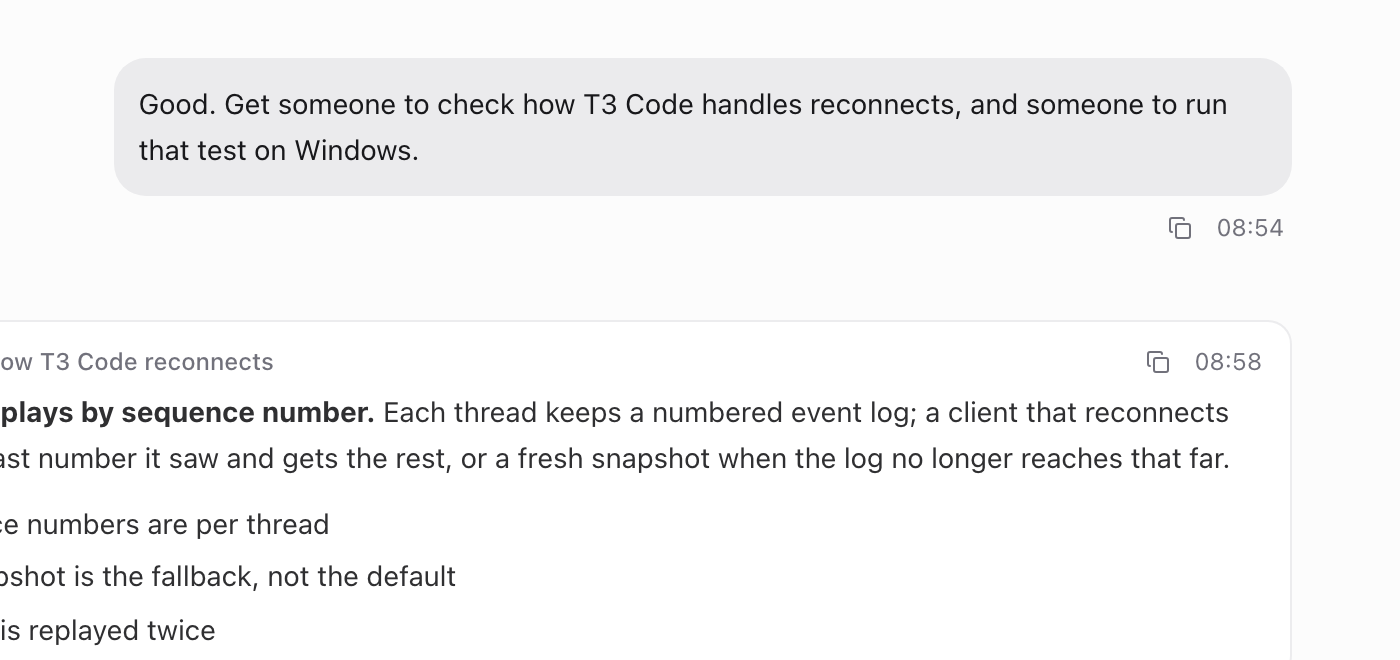 Good. Get someone to check how T3 Code handles reconnects, and someone to run
that test on Windows.
08:54
ow T3 Code reconnects
08:58
plays by sequence number. Each thread keeps a numbered event log; a client that reconnects
ast number it saw and gets the rest, or a fresh snapshot when the log no longer reaches that far.
ce numbers are per thread
pshot is the fallback, not the default
is replayed twice